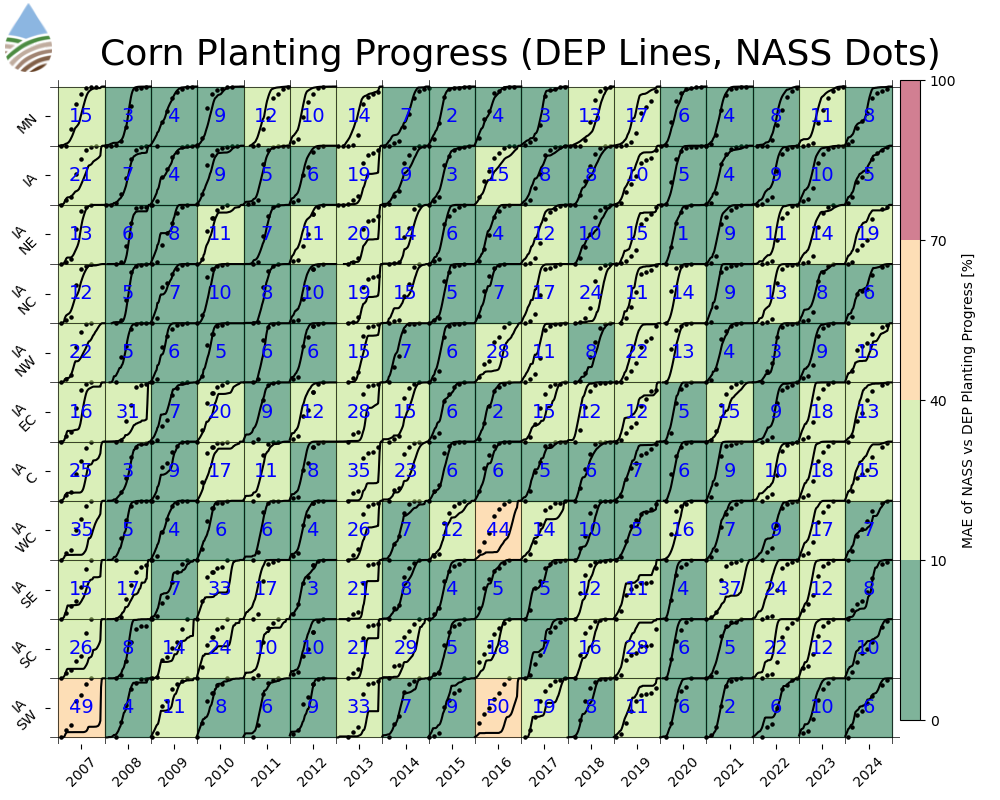 Corn Planting Progress (DEP Lines, NASS Dots)
MN 15 3 4 9 12 10 14 7 2 4 3 13 17 6 4 8 11 8
IA 21 7 4 9 5 6 19 9 3 15 8 8 10 5 4 9 10 5
IA NE 13 6 8 11 7 11 20 14 6 4 12 10 15 1 9 11 14 19
IA NC 12 5 7 10 8 10 19 15 5 7 17 24 11 14 9 13 8 6
IA NW 22 5 6 5 6 6 15 7 6 28 11 8 22 13 4 3 9 15
IA EC 16 31 7 20 9 12 28 15 6 2 15 12 12 5 15 9 18 13
IA C 25 3 9 17 11 8 35 23 6 6 5 6 7 6 9 10 18 15
IA WC 35 5 4 6 6 4 26 7 12 44 14 10 5 16 7 9 17 7
IA SE 15 17 7 33 17 3 21 8 4 5 5 12 11 4 37 24 12 8
IA SC 26 8 14 24 10 10 21 29 5 18 7 16 28 6 5 22 12 10
IA SW 49 4 11 8 6 9 33 7 9 50 19 8 11 6 2 6 10 6
2007 2008 2009 2010 2011 2012 2013 2014 2015 2016 2017 2018 2019 2020 2021 2022 2023 2024
100
70
40
10
0
MAE of NASS vs DEP Planting Progress [%]